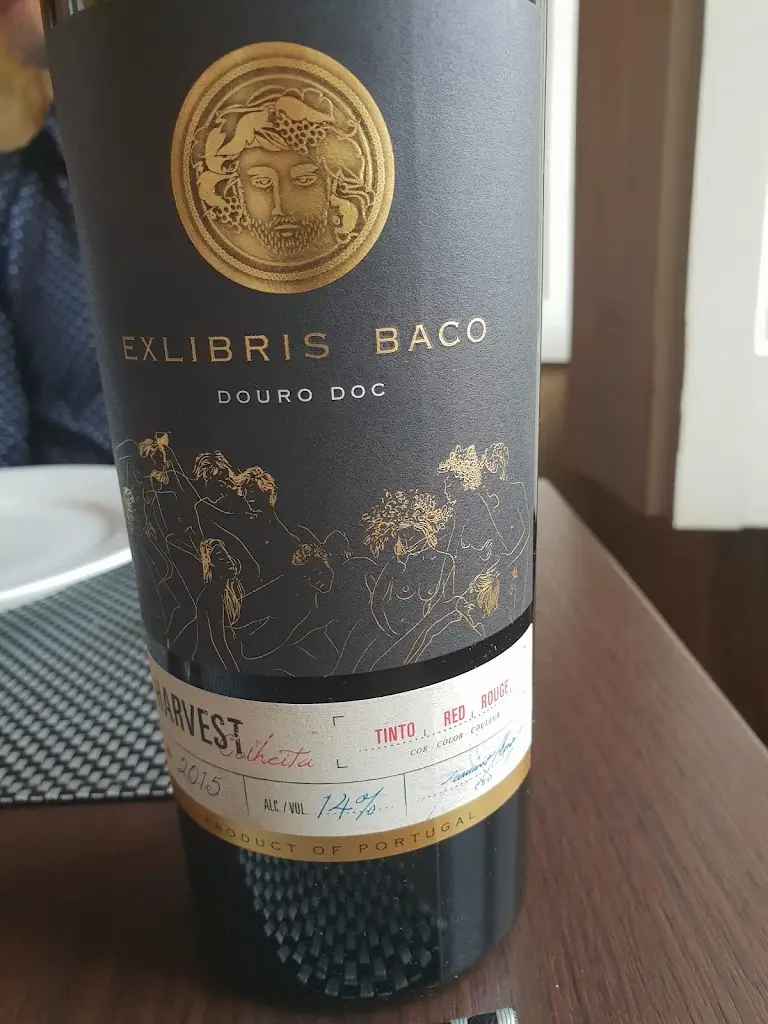 EXLIBRIS BACO
DOURO DOC
HARVEST
Colheita
TINTO RED ROUGE
COR · COLOR · COULEUR
2015
ALC. / VOL. 14%
CEO
PRODUCT OF PORTUGAL